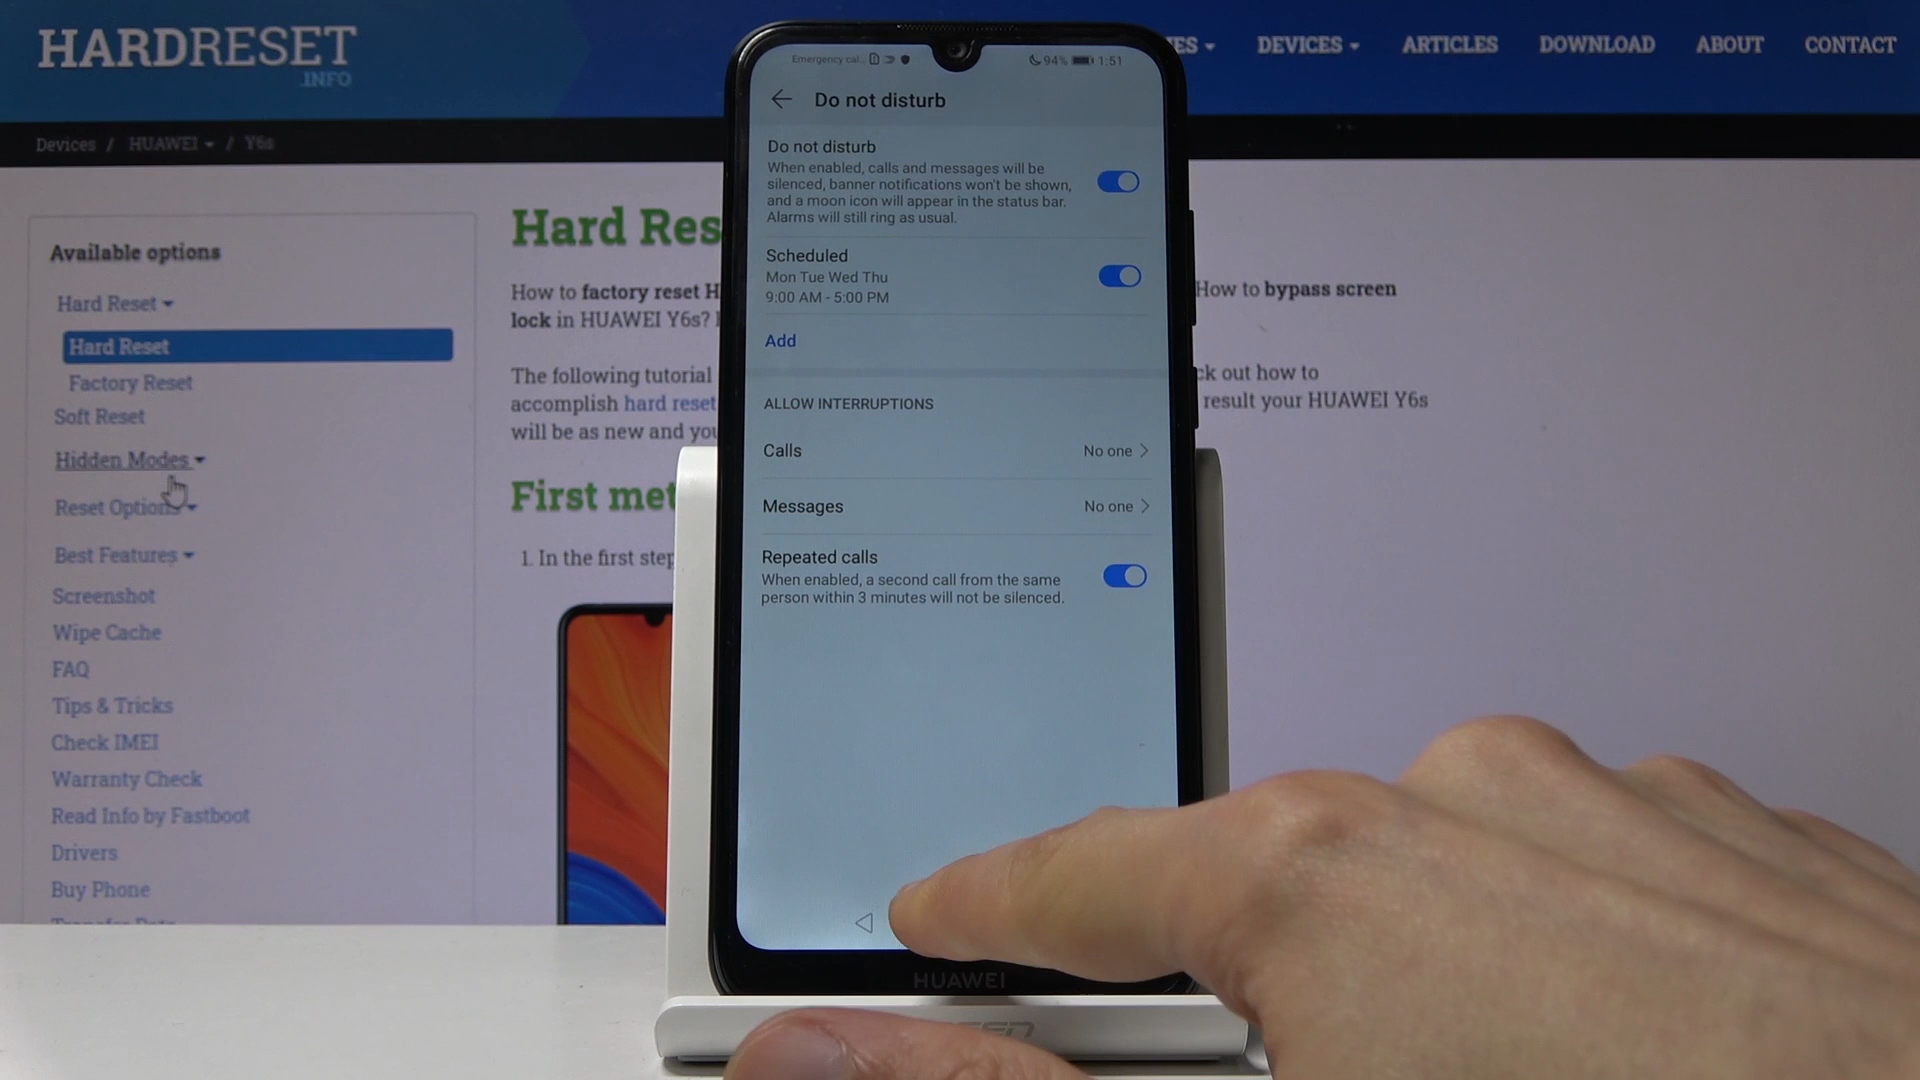 HARDRESET
.INFO
DEVICES
ARTICLES
DOWNLOAD
ABOUT
CONTACT
Devices / HUAWEI / Y6s
Available options
Hard Reset
Hard Reset
Factory Reset
Soft Reset
Hidden Modes
Reset Options
Best Features
Screenshot
Wipe Cache
FAQ
Tips & Tricks
Check IMEI
Warranty Check
Read Info by Fastboot
Drivers
Buy Phone
Hard Res
How to factory reset H
How to bypass screen
lock in HUAWEI Y6s?
The following tutorial
ck out how to
accomplish hard reset
result your HUAWEI Y6s
will be as new and you
First met
1. In the first step
Emergency cal...
94% 1:51
Do not disturb
Do not disturb
When enabled, calls and messages will be
silenced, banner notifications won't be shown,
and a moon icon will appear in the status bar.
Alarms will still ring as usual.
Scheduled
Mon Tue Wed Thu
9:00 AM - 5:00 PM
Add
ALLOW INTERRUPTIONS
Calls No one
Messages No one
Repeated calls
When enabled, a second call from the same
person within 3 minutes will not be silenced.
HUAWEI